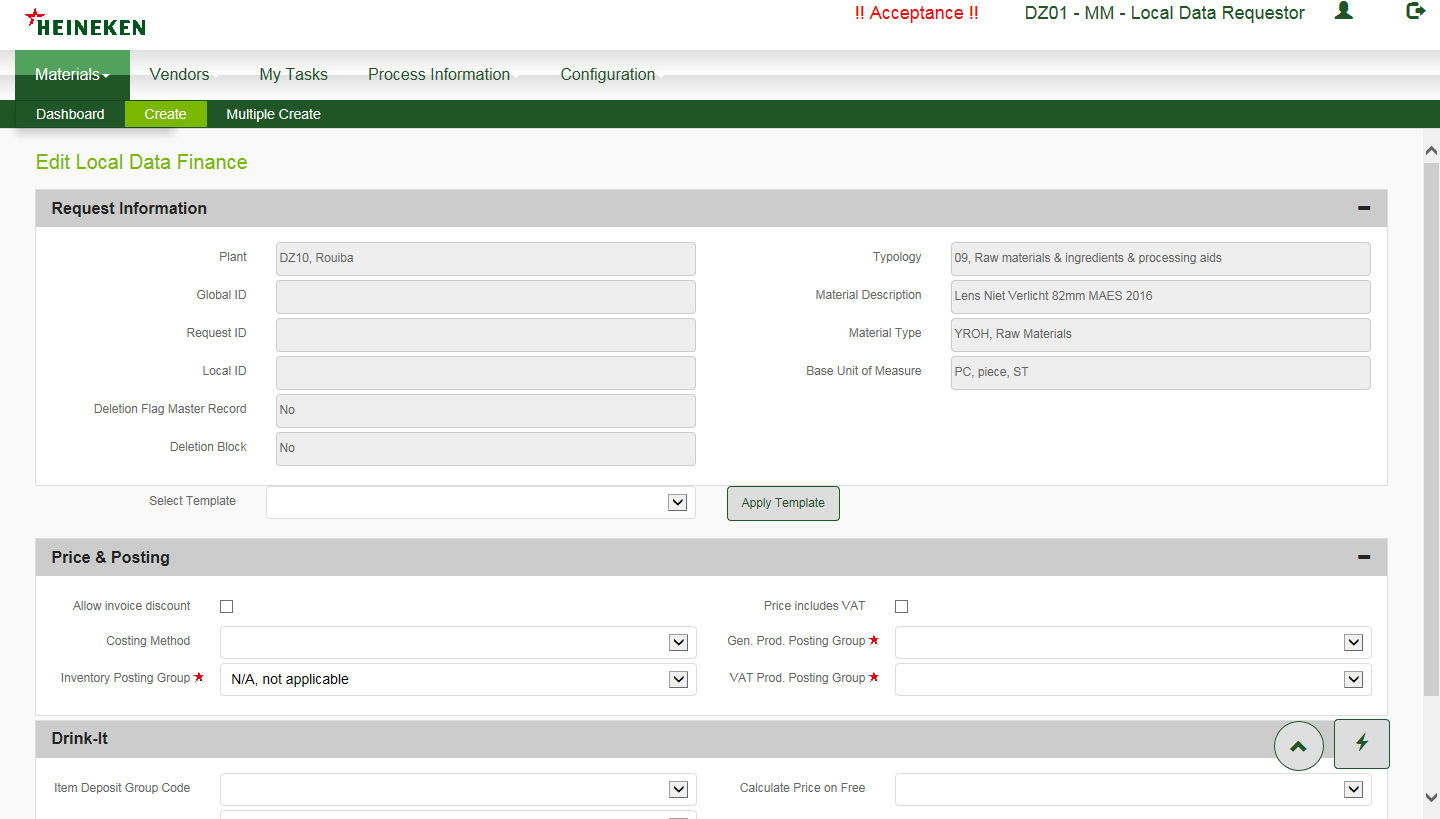 HEINEKEN
!! Acceptance !! DZ01 - MM - Local Data Requestor
Materials Vendors My Tasks Process Information Configuration
Dashboard Create Multiple Create
Edit Local Data Finance
Request Information
Plant DZ10, Rouiba Typology 09, Raw materials & ingredients & processing aids
Global ID Material Description Lens Niet Verlicht 82mm MAES 2016
Request ID Material Type YROH, Raw Materials
Local ID Base Unit of Measure PC, piece, ST
Deletion Flag Master Record No
Deletion Block No
Select Template Apply Template
Price & Posting
Allow invoice discount Price includes VAT
Costing Method Gen. Prod. Posting Group
Inventory Posting Group N/A, not applicable VAT Prod. Posting Group
Drink-It
Item Deposit Group Code Calculate Price on Free